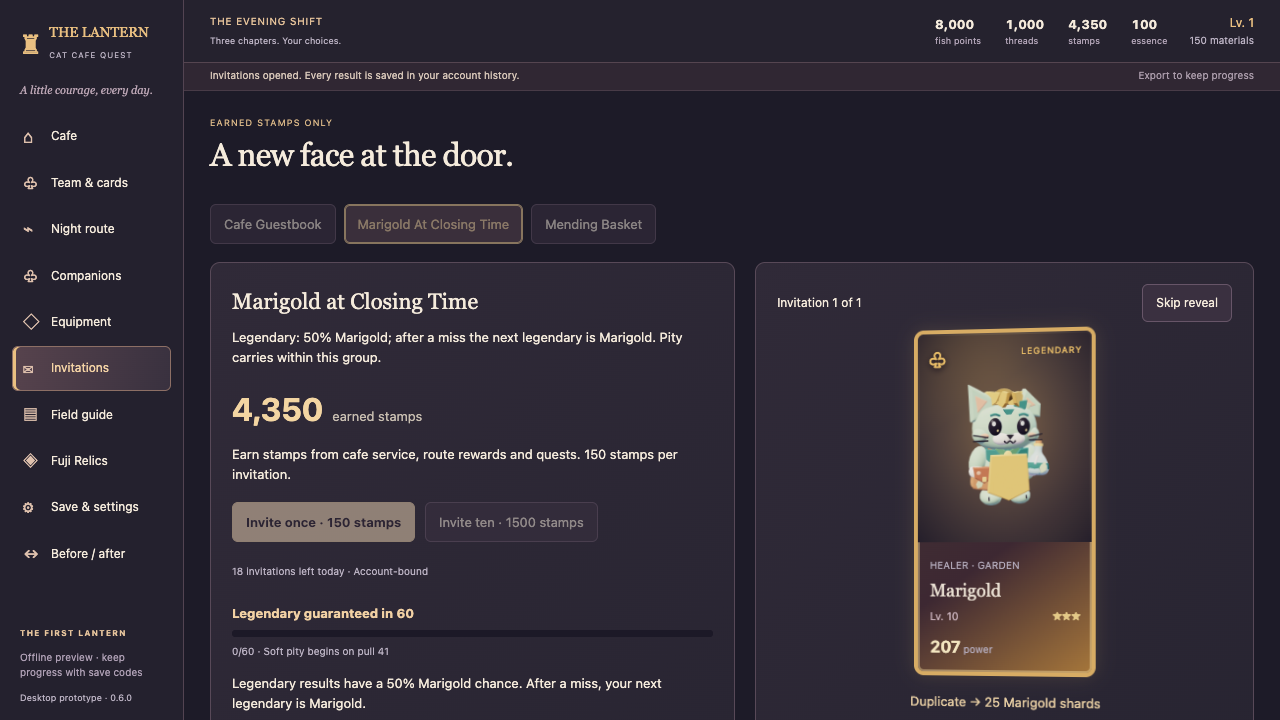 THE LANTERN
CAT CAFE QUEST
A little courage, every day.
Cafe
Team & cards
Night route
Companions
Equipment
Invitations
Field guide
Fuji Relics
Save & settings
Before / after
THE FIRST LANTERN
Offline preview · keep
progress with save codes
Desktop prototype · 0.6.0
THE EVENING SHIFT
Three chapters. Your choices.
8,000
fish points
1,000
threads
4,350
stamps
100
essence
Lv. 1
150 materials
Invitations opened. Every result is saved in your account history.
Export to keep progress
EARNED STAMPS ONLY
A new face at the door.
Cafe Guestbook
Marigold At Closing Time
Mending Basket
Marigold at Closing Time
Legendary: 50% Marigold; after a miss the next legendary is Marigold. Pity
carries within this group.
4,350 earned stamps
Earn stamps from cafe service, route rewards and quests. 150 stamps per
invitation.
Invite once · 150 stamps
Invite ten · 1500 stamps
18 invitations left today · Account-bound
Legendary guaranteed in 60
0/60 · Soft pity begins on pull 41
Legendary results have a 50% Marigold chance. After a miss, your next
legendary is Marigold.
Invitation 1 of 1
Skip reveal
LEGENDARY
HEALER · GARDEN
Marigold
Lv. 10 ★★★
207 power
Duplicate → 25 Marigold shards